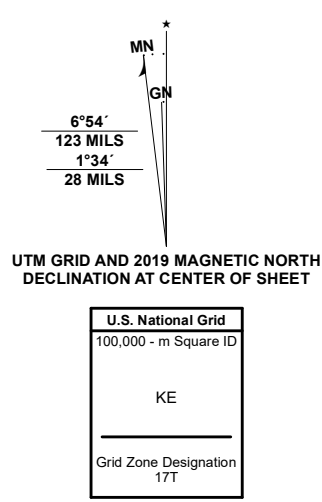 MN
GN
6°54´
123 MILS
1°34´
28 MILS
UTM GRID AND 2019 MAGNETIC NORTH
DECLINATION AT CENTER OF SHEET
U.S. National Grid
100,000 - m Square ID
KE
Grid Zone Designation
17T